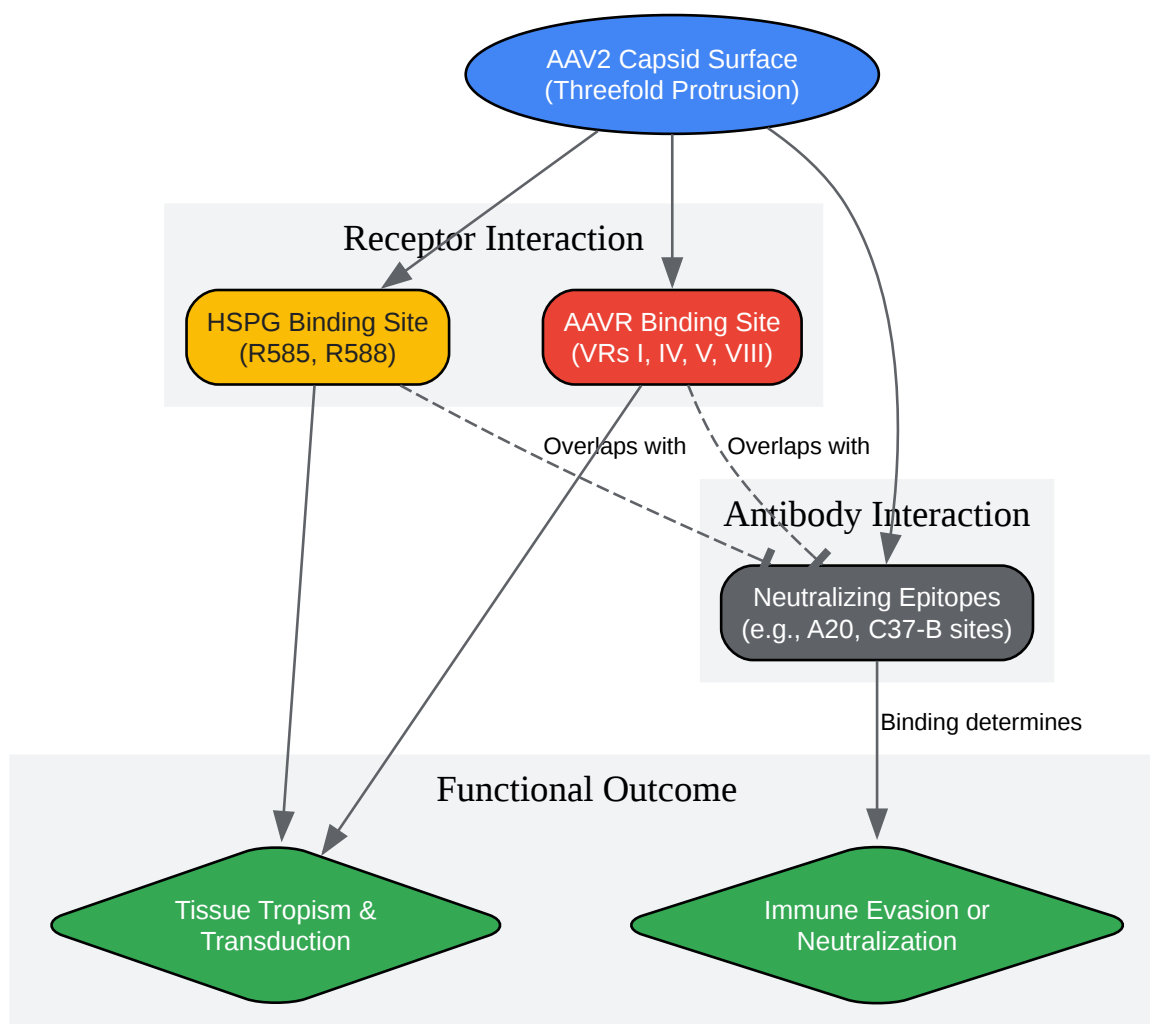 AAV2 Capsid Surface
(Threefold Protrusion)
Receptor Interaction
HSPG Binding Site
(R585, R588)
AAVR Binding Site
(VRs I, IV, V, VIII)
Overlaps with
Overlaps with
Antibody Interaction
Neutralizing Epitopes
(e.g., A20, C37-B sites)
Binding determines
Functional Outcome
Tissue Tropism &
Transduction
Immune Evasion or
Neutralization